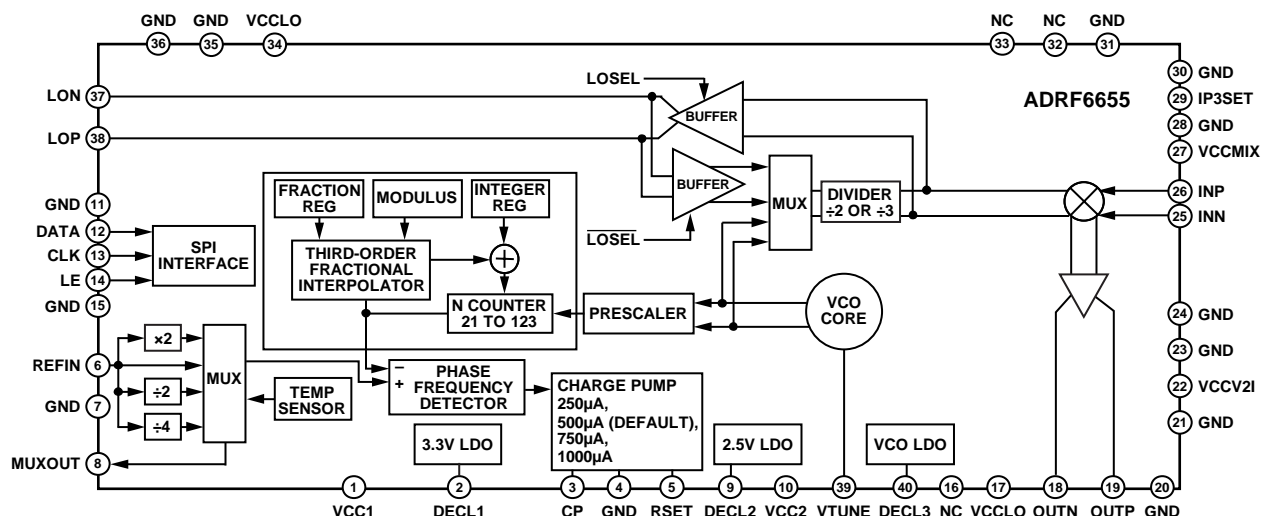 GND GND VCCLO NC NC GND
36 35 34 33 32 31
LON 37
LOP 38
LOSEL
BUFFER
BUFFER
LOSEL
MUX
DIVIDER
÷2 OR ÷3
ADRF6655
30 GND
29 IP3SET
28 GND
27 VCCMIX
26 INP
25 INN
GND 11
DATA 12
CLK 13
LE 14
GND 15
SPI
INTERFACE
FRACTION
REG
MODULUS
INTEGER
REG
THIRD-ORDER
FRACTIONAL
INTERPOLATOR
+
N COUNTER
21 TO 123
PRESCALER
VCO
CORE
24 GND
23 GND
22 VCCV2I
21 GND
REFIN 6
GND 7
MUXOUT 8
×2
÷2
÷4
MUX
TEMP
SENSOR
–
+
PHASE
FREQUENCY
DETECTOR
CHARGE PUMP
250µA,
500µA (DEFAULT),
750µA,
1000µA
3.3V LDO
2.5V LDO
VCO LDO
1 2 3 4 5 9 10 39 40 16 17 18 19 20
VCC1 DECL1 CP GND RSET DECL2 VCC2 VTUNE DECL3 NC VCCLO OUTN OUTP GND